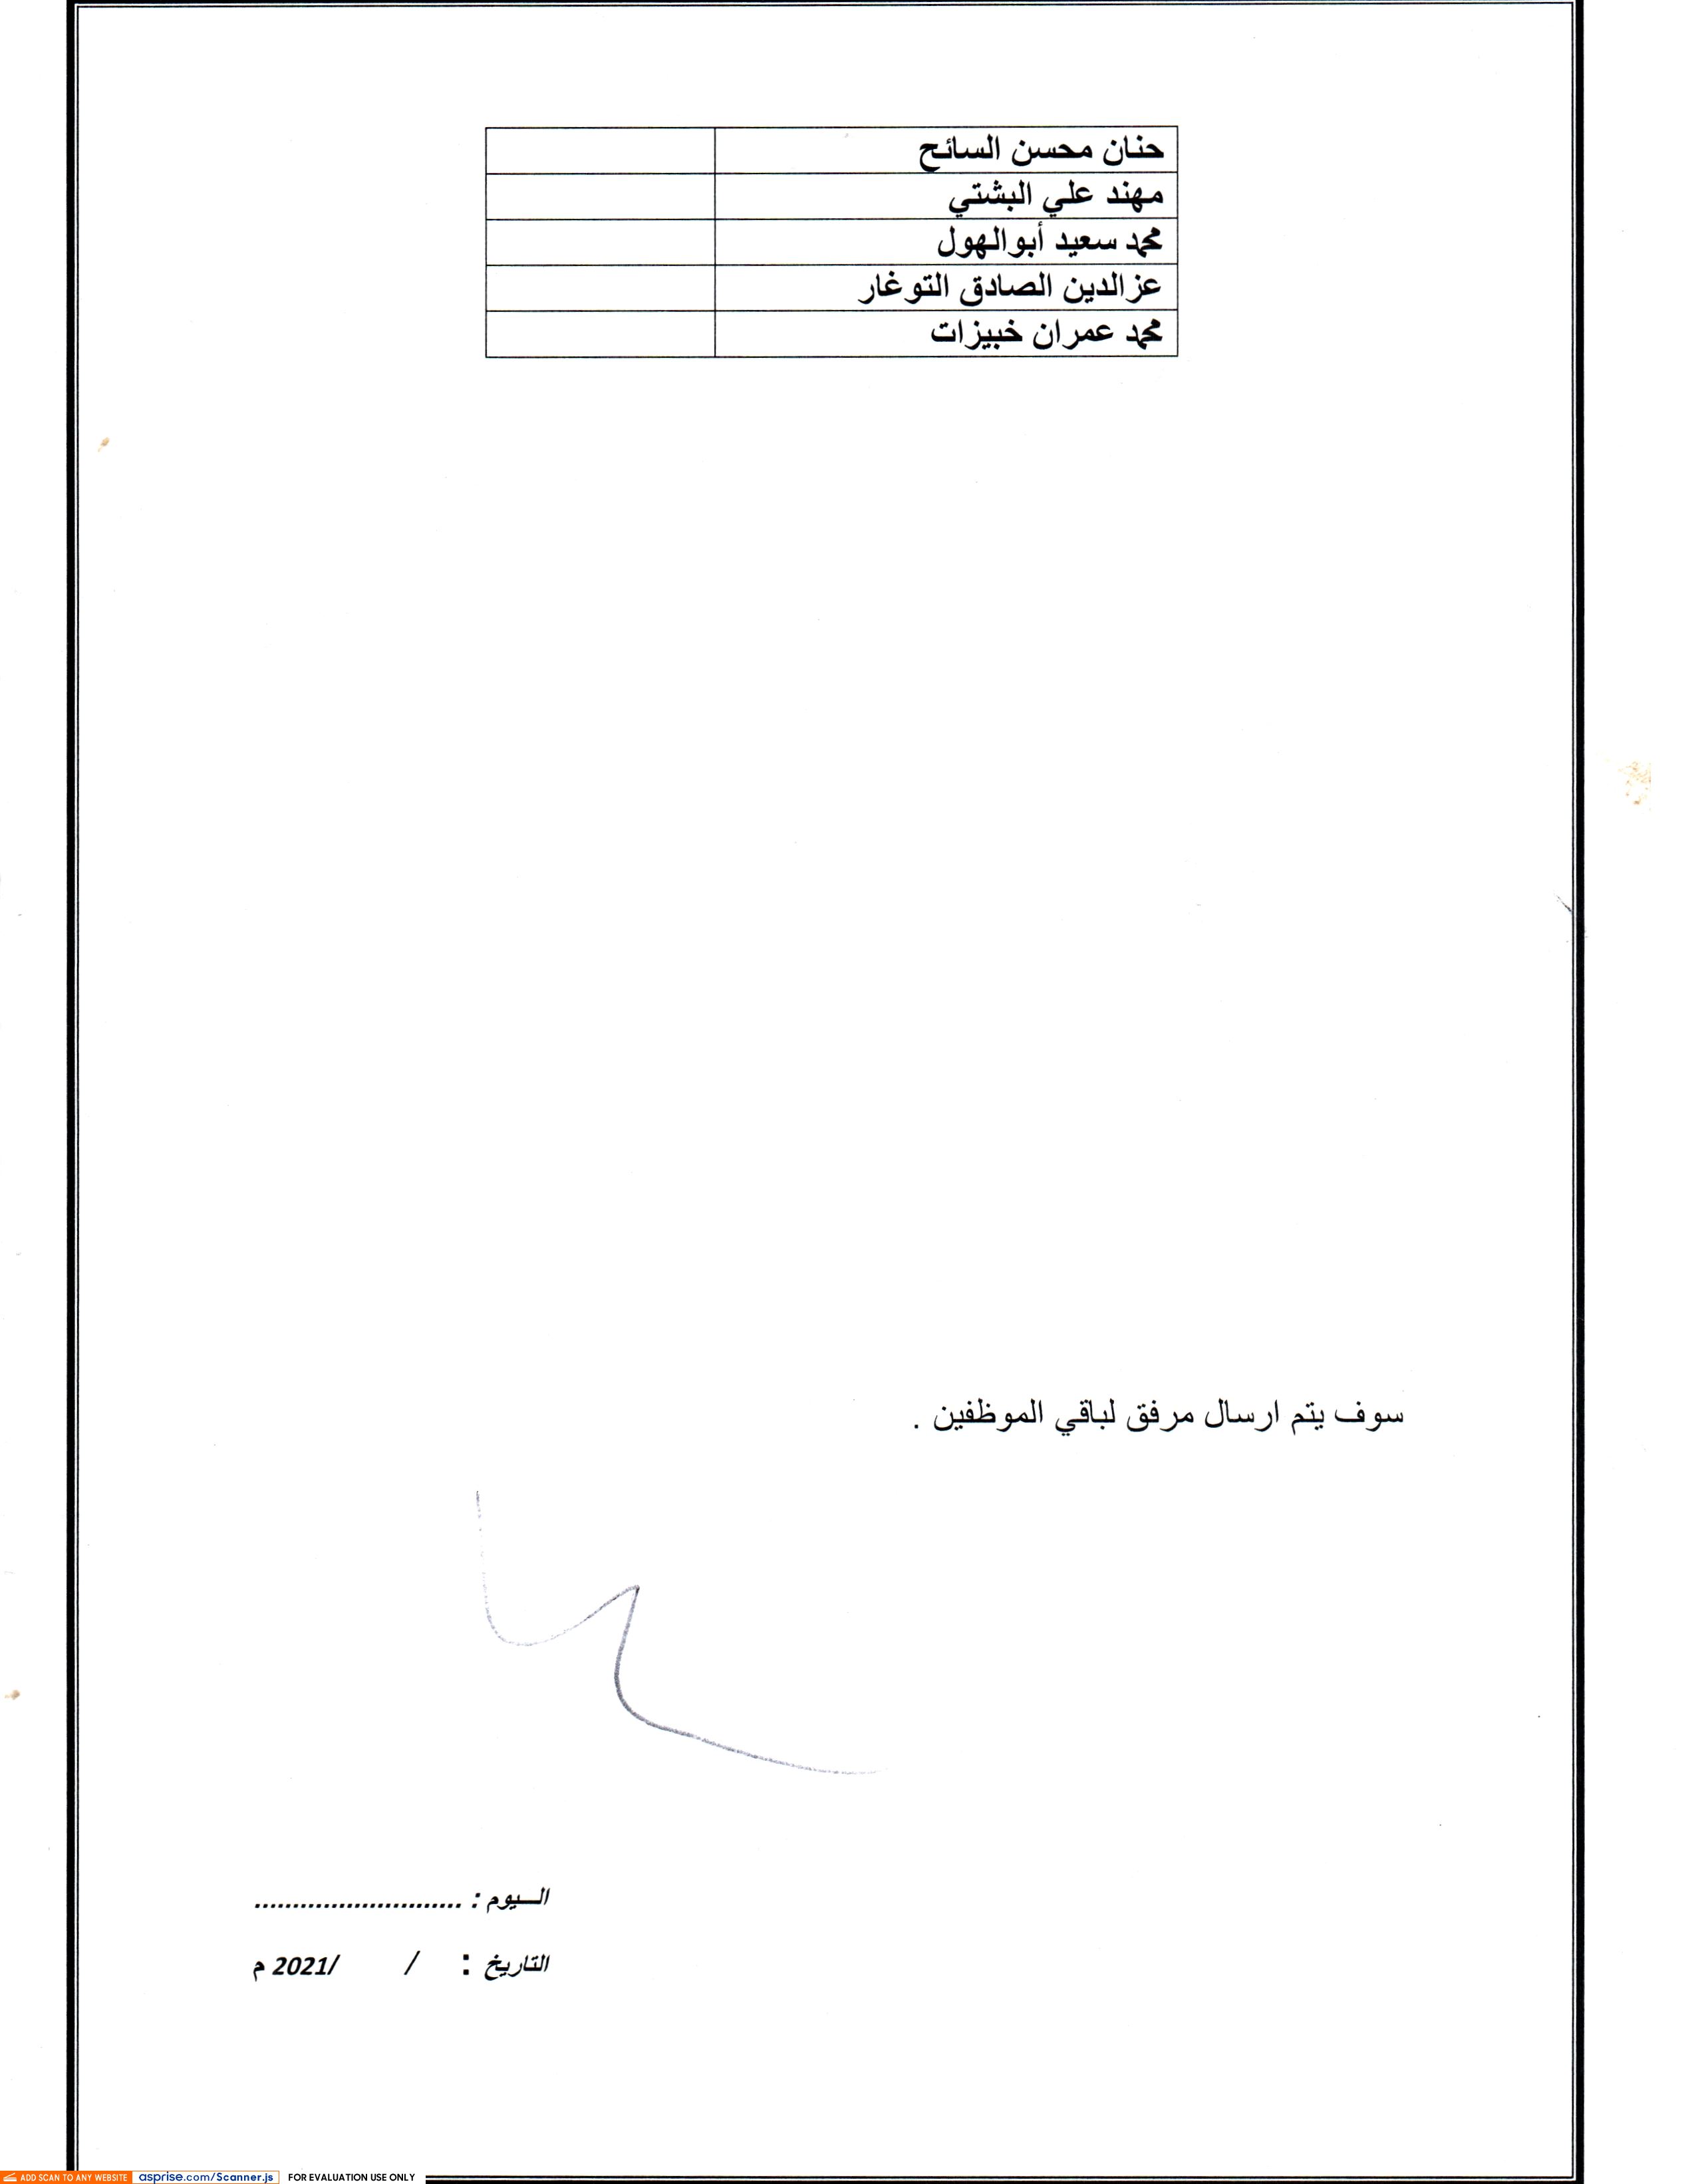 حنان محسن السائح
مهند علي البشتي
محمد سعيد أبوالهول
عزالدين الصادق التوغار
محمد عمران خبيزات
سوف يتم ارسال مرفق لباقي الموظفين .
اليوم : ...........................
التاريخ : / /2021 م
ADD SCAN TO ANY WEBSITE asprise.com/Scanner.js FOR EVALUATION USE ONLY